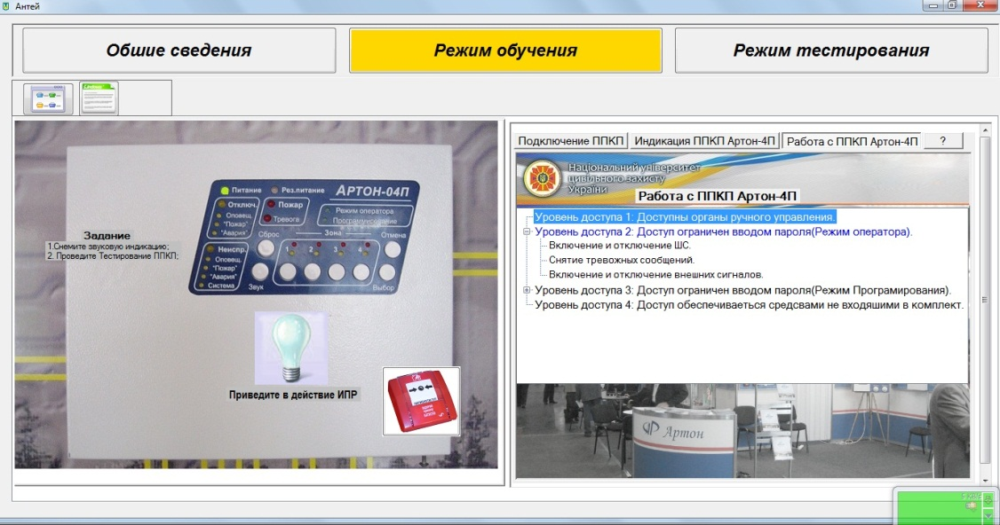 Антей
Обшие сведения
Режим обучения
Режим тестирования
Задание
1.Снемите звуковую индикацию;
2. Проведите Тестирование ППКП;
Питание
Рез.питание
АРТОН-04П
Отключ.
Оповещ.
"Пожар"
"Авария"
Пожар
Тревога
Режим оператора
Программирование
Сброс
Зона
Отмена
1 2 3 4
Неиспр.
Оповещ.
"Пожар"
"Авария"
Система
Звук
Выбор
Приведите в действие ИПР
Подключение ППКП
Индикация ППКП Артон-4П
Работа с ППКП Артон-4П
?
Національний університет
цивільного захисту
України
Работа с ППКП Артон-4П
Уровень доступа 1: Доступны органы ручного управления.
Уровень доступа 2: Доступ ограничен вводом пароля(Режим оператора).
Включение и отключение ШС.
Снятие тревожных сообщений.
Включение и отключение внешних сигналов.
Уровень доступа 3: Доступ ограничен вводом пароля(Режим Програмирования).
Уровень доступа 4: Доступ обеспечиваеться средсвами не входяшими в комплект.
Артон